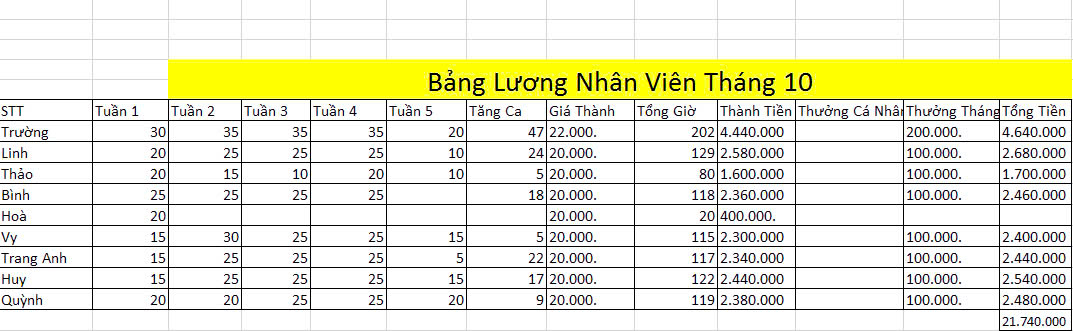 Bảng Lương Nhân Viên Tháng 10
STT Tuần 1 Tuần 2 Tuần 3 Tuần 4 Tuần 5 Tăng Ca Giá Thành Tổng Giờ Thành Tiền Thưởng Cá Nhân Thưởng Tháng Tổng Tiền
Trường 30 35 35 35 20 47 22.000. 202 4.440.000 200.000. 4.640.000
Linh 20 25 25 25 10 24 20.000. 129 2.580.000 100.000. 2.680.000
Thảo 20 15 10 20 10 5 20.000. 80 1.600.000 100.000. 1.700.000
Bình 25 25 25 25 18 20.000. 118 2.360.000 100.000. 2.460.000
Hoà 20 20.000. 20 400.000.
Vy 15 30 25 25 15 5 20.000. 115 2.300.000 100.000. 2.400.000
Trang Anh 15 25 25 25 5 22 20.000. 117 2.340.000 100.000. 2.440.000
Huy 15 25 25 25 15 17 20.000. 122 2.440.000 100.000. 2.540.000
Quỳnh 20 20 25 25 20 9 20.000. 119 2.380.000 100.000. 2.480.000
21.740.000